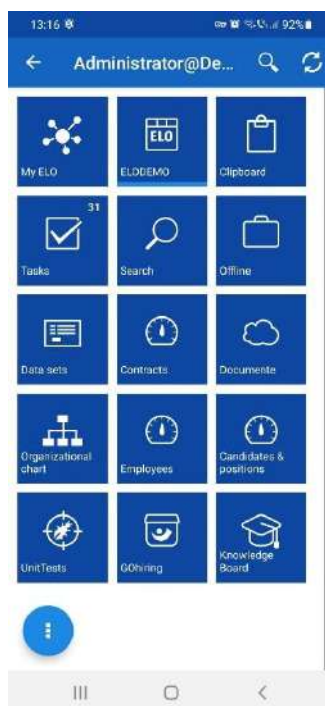 13:16 92%
Administrator@De...
ELO
My ELO ELODEMO Clipboard
31
Tasks Search Offline
Data sets Contracts Documente
Organizational chart Employees Candidates & positions
UnitTests GOhiring Knowledge Board